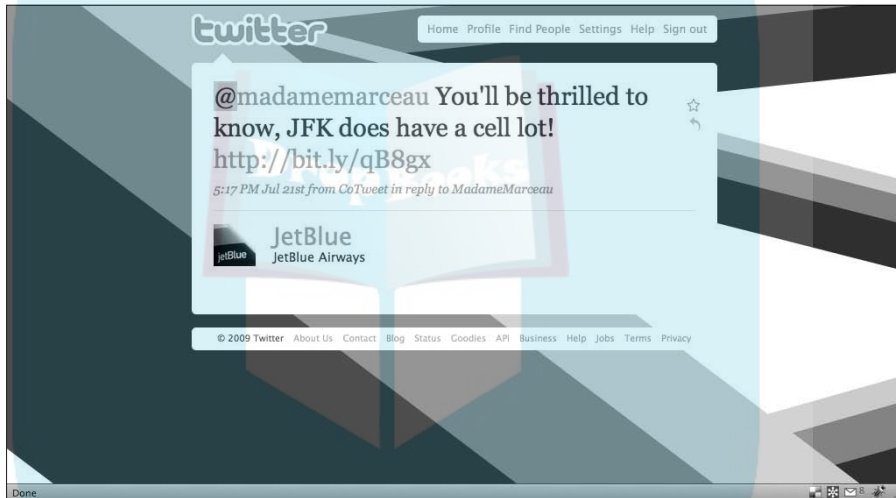 twitter
Home Profile Find People Settings Help Sign out
@madamemarceau You'll be thrilled to
know, JFK does have a cell lot!
http://bit.ly/qB8gx
5:17 PM Jul 21st from CoTweet in reply to MadameMarceau
DropBooks
jetBlue
JetBlue
JetBlue Airways
© 2009 Twitter About Us Contact Blog Status Goodies API Business Help Jobs Terms Privacy
Done
8